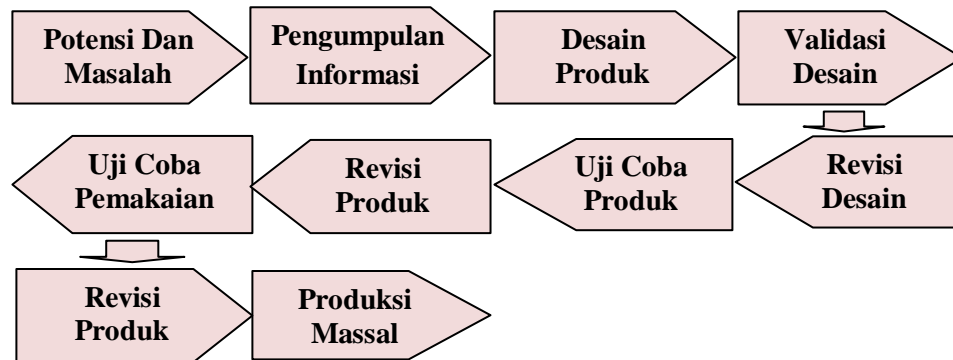 Potensi Dan
Masalah
Pengumpulan
Informasi
Desain
Produk
Validasi
Desain
Revisi
Desain
Uji Coba
Produk
Revisi
Produk
Uji Coba
Pemakaian
Revisi
Produk
Produksi
Massal